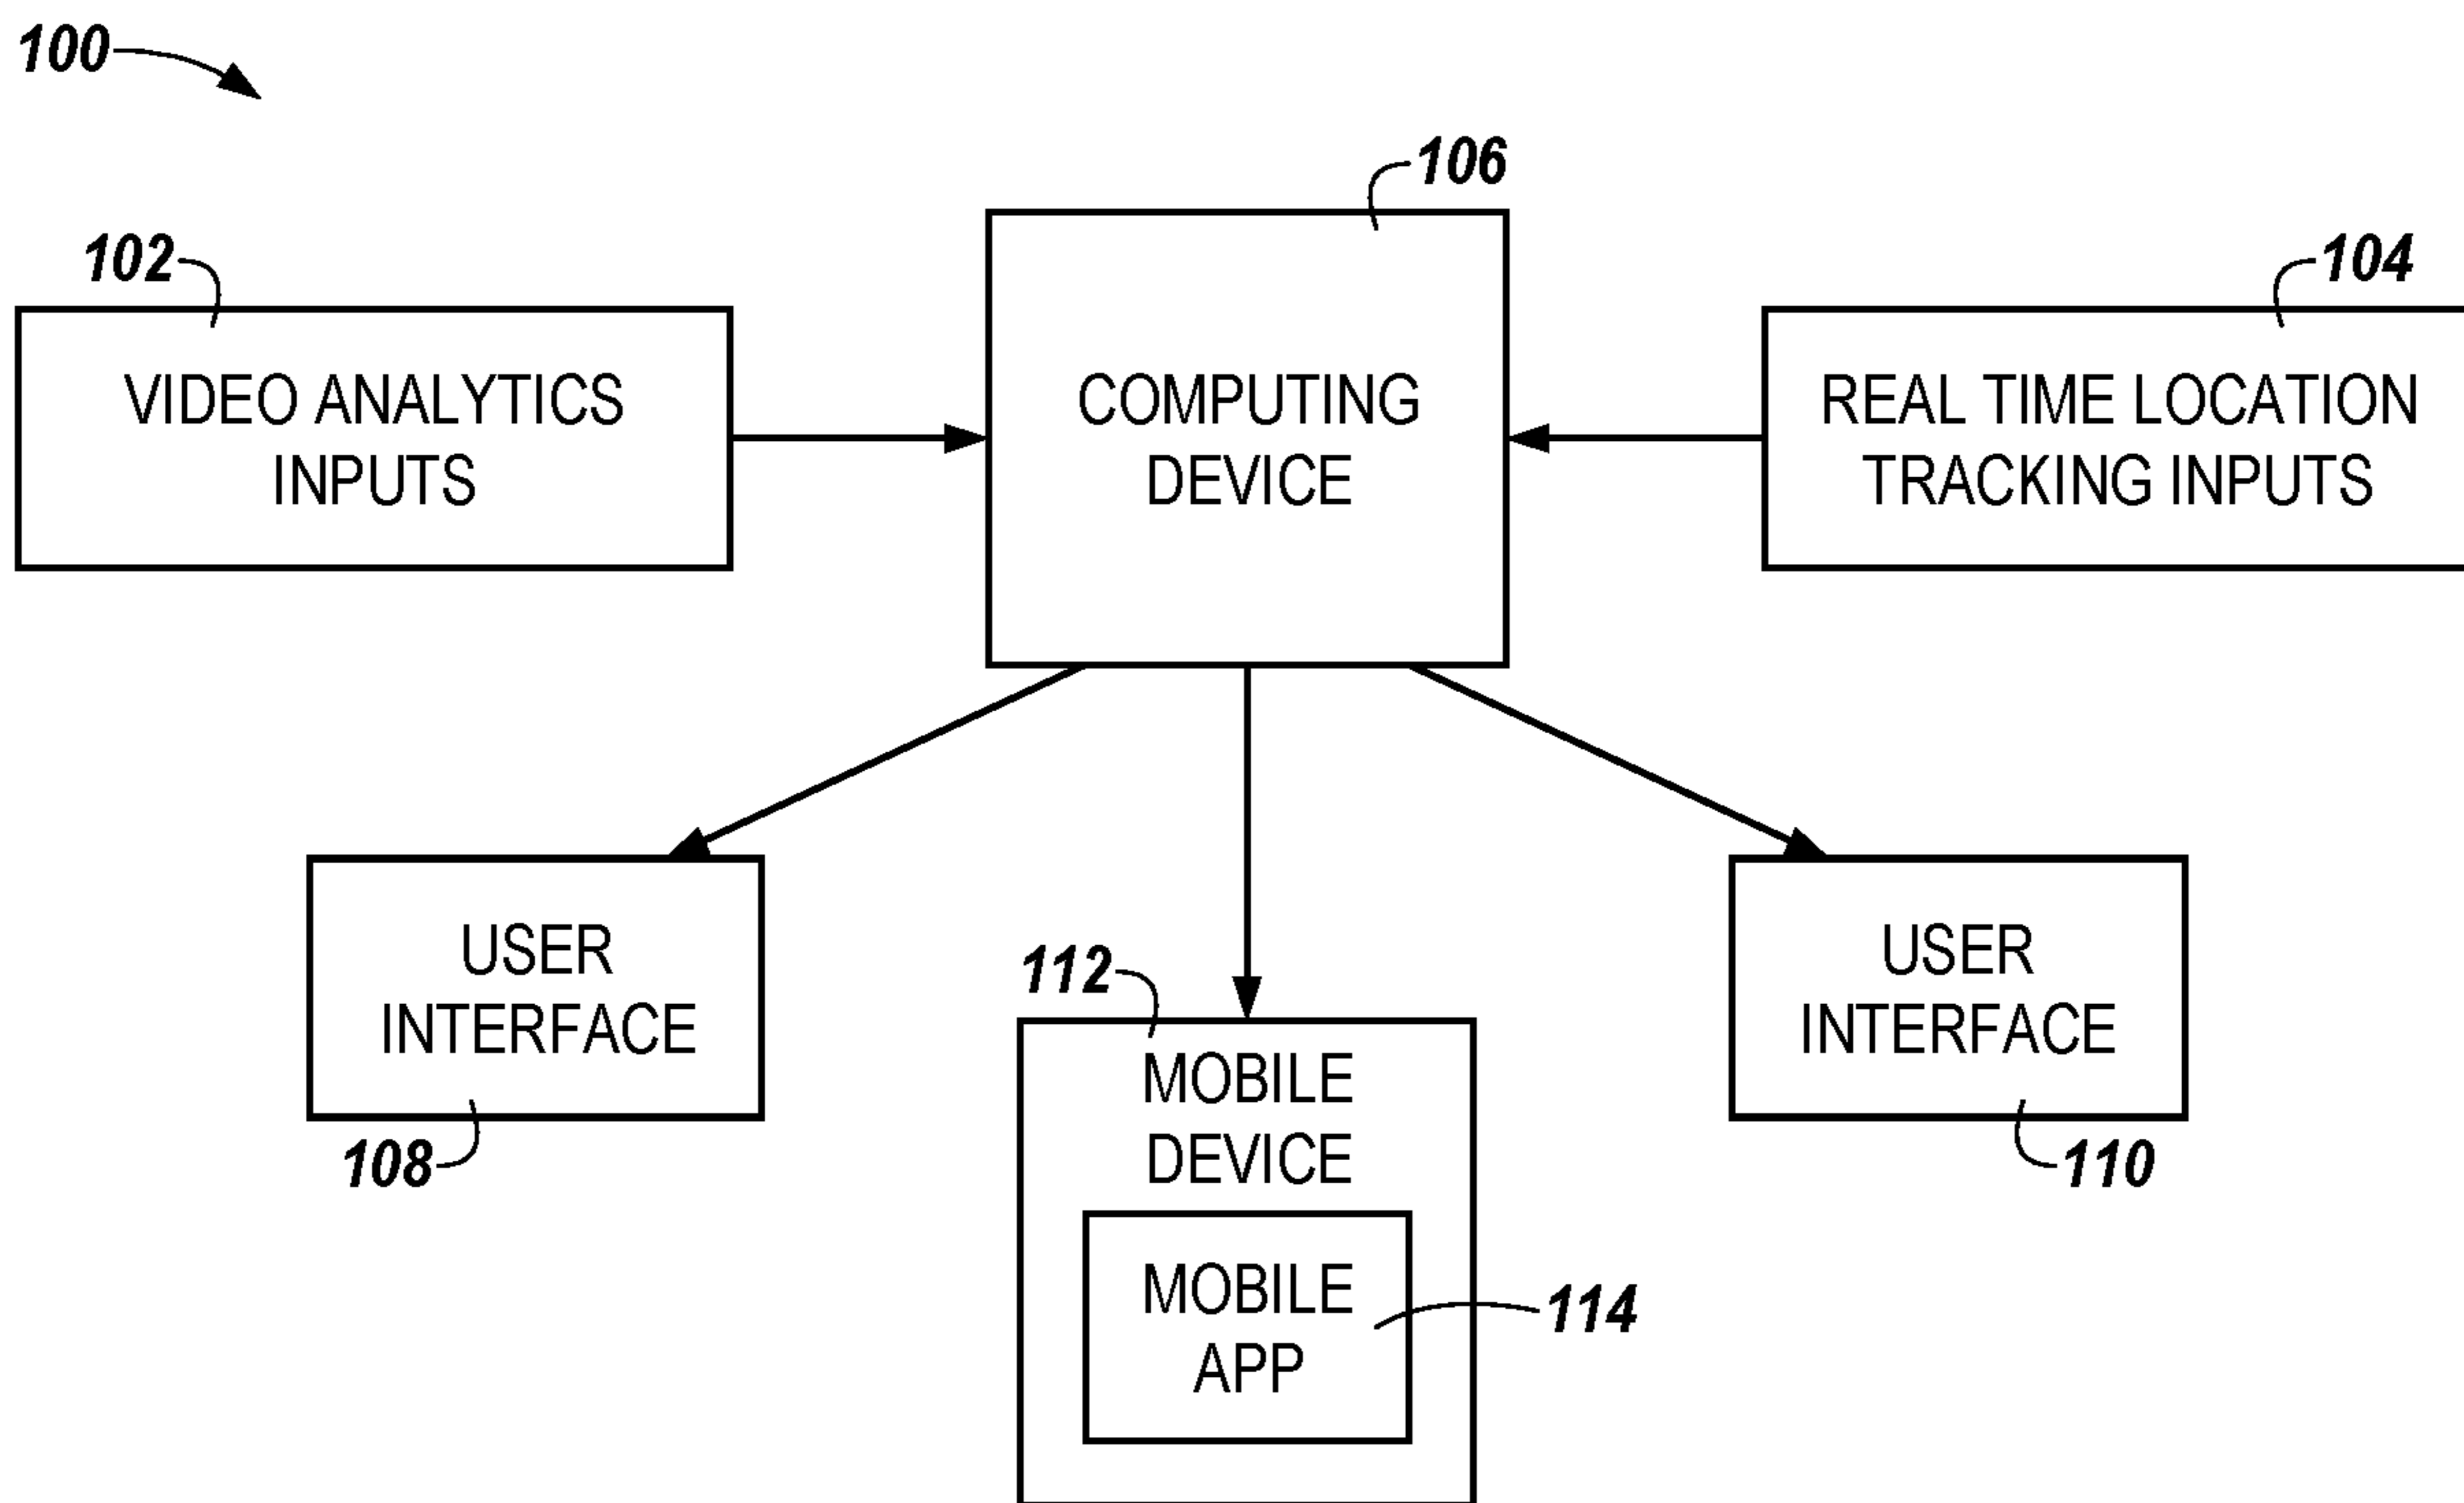 100
106
102
104
VIDEO ANALYTICS
INPUTS
COMPUTING
DEVICE
REAL TIME LOCATION
TRACKING INPUTS
USER
INTERFACE
108
112
MOBILE
DEVICE
MOBILE
APP
114
USER
INTERFACE
110